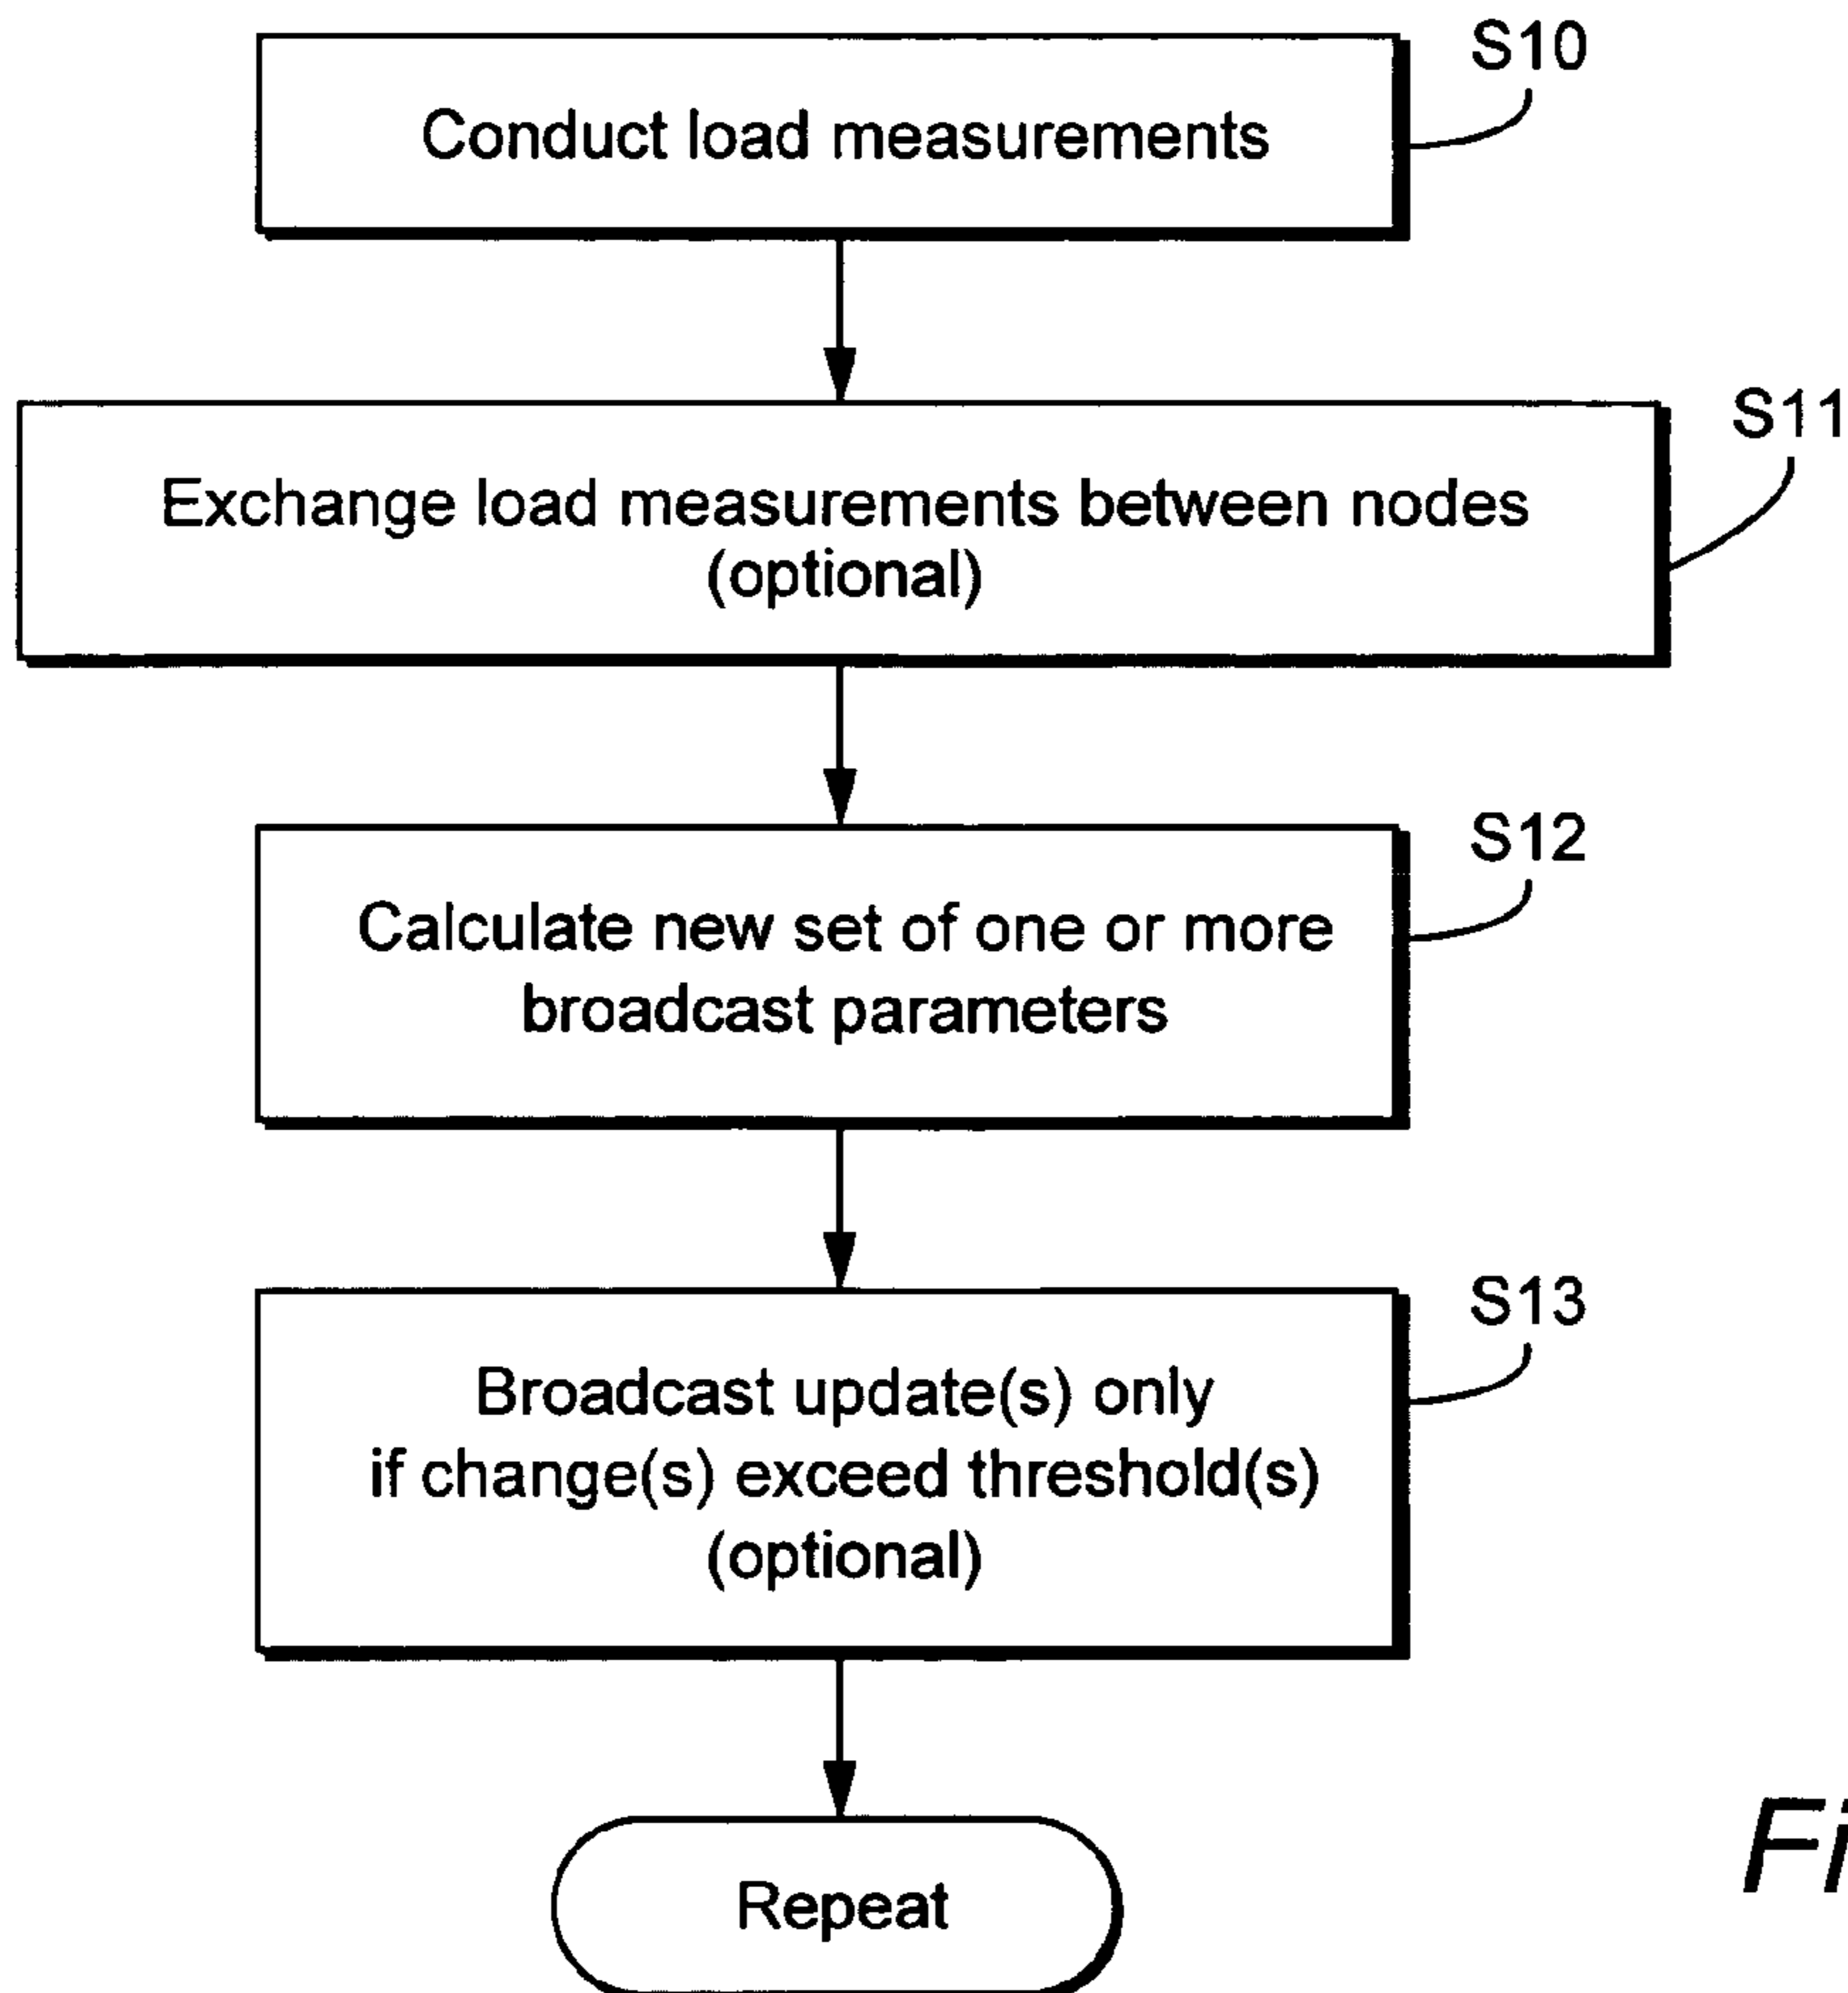 S10
Conduct load measurements
S11
Exchange load measurements between nodes
(optional)
S12
Calculate new set of one or more
broadcast parameters
S13
Broadcast update(s) only
if change(s) exceed threshold(s)
(optional)
Repeat